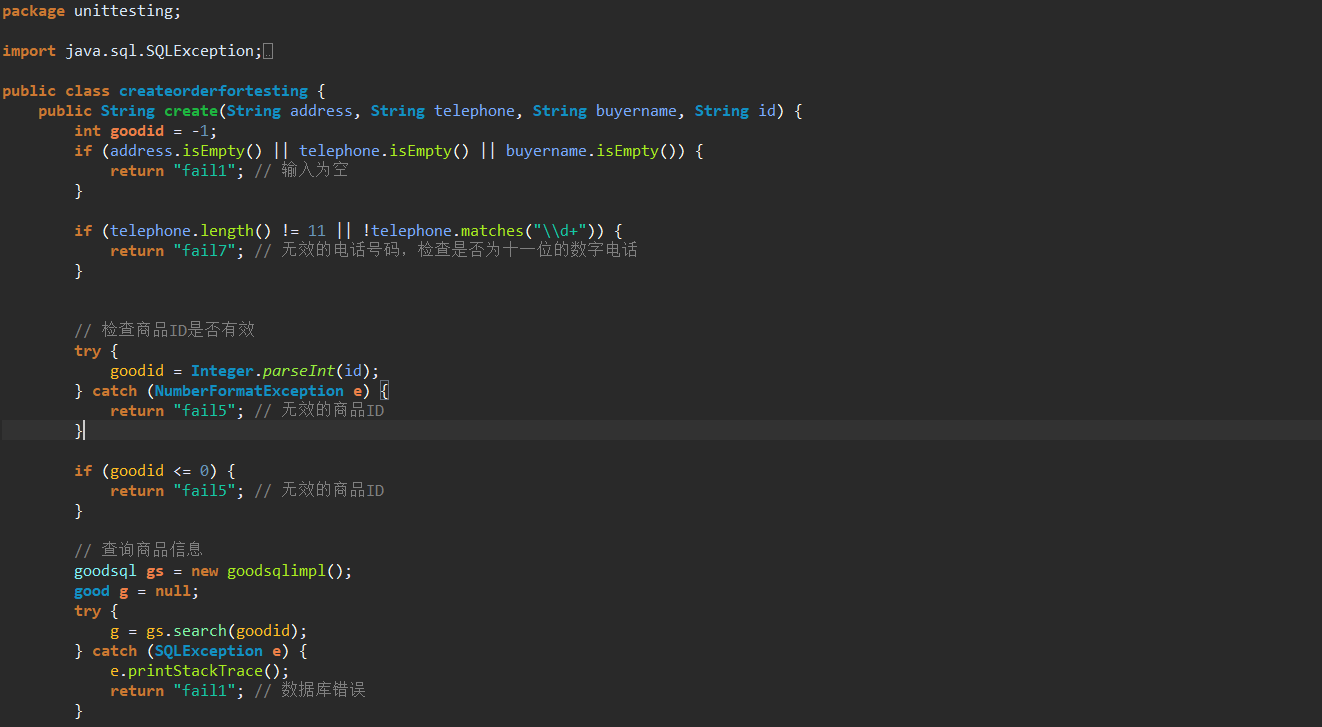 package unittesting;
import java.sql.SQLException;
public class createorderfortesting {
public String create(String address, String telephone, String buyername, String id) {
int goodid = -1;
if (address.isEmpty() || telephone.isEmpty() || buyername.isEmpty()) {
return "fail1"; // 输入为空
}
if (telephone.length() != 11 || !telephone.matches("\\d+")) {
return "fail7"; // 无效的电话号码，检查是否为十一位的数字电话
}
// 检查商品ID是否有效
try {
goodid = Integer.parseInt(id);
} catch (NumberFormatException e) {
return "fail5"; // 无效的商品ID
}
if (goodid <= 0) {
return "fail5"; // 无效的商品ID
}
// 查询商品信息
goodsql gs = new goodsqlimpl();
good g = null;
try {
g = gs.search(goodid);
} catch (SQLException e) {
e.printStackTrace();
return "fail1"; // 数据库错误
}